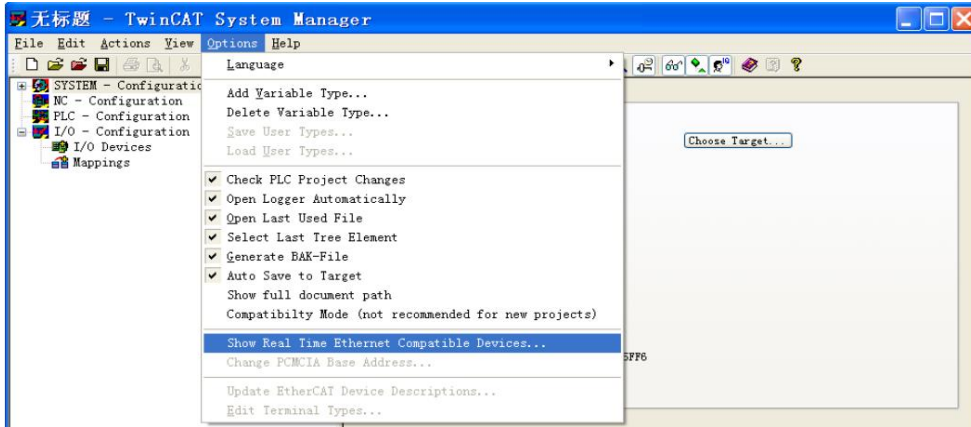 无标题 - TwinCAT System Manager
File Edit Actions View Options Help
Language
SYSTEM - Configuratio
NC - Configuration
PLC - Configuration
I/O - Configuration
I/O Devices
Mappings
Add Variable Type...
Delete Variable Type...
Save User Types...
Load User Types...
Choose Target...
Check PLC Project Changes
Open Logger Automatically
Open Last Used File
Select Last Tree Element
Generate BAK-File
Auto Save to Target
Show full document path
Compatibilty Mode (not recommended for new projects)
Show Real Time Ethernet Compatible Devices...
Change PCMCIA Base Address...
Update EtherCAT Device Descriptions...
Edit Terminal Types...